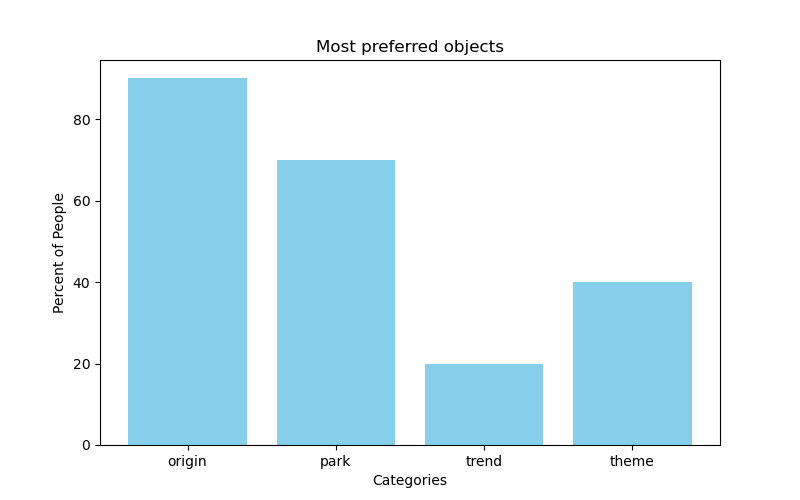 Most preferred objects
Percent of People
80
60
40
20
0
origin park trend theme
Categories